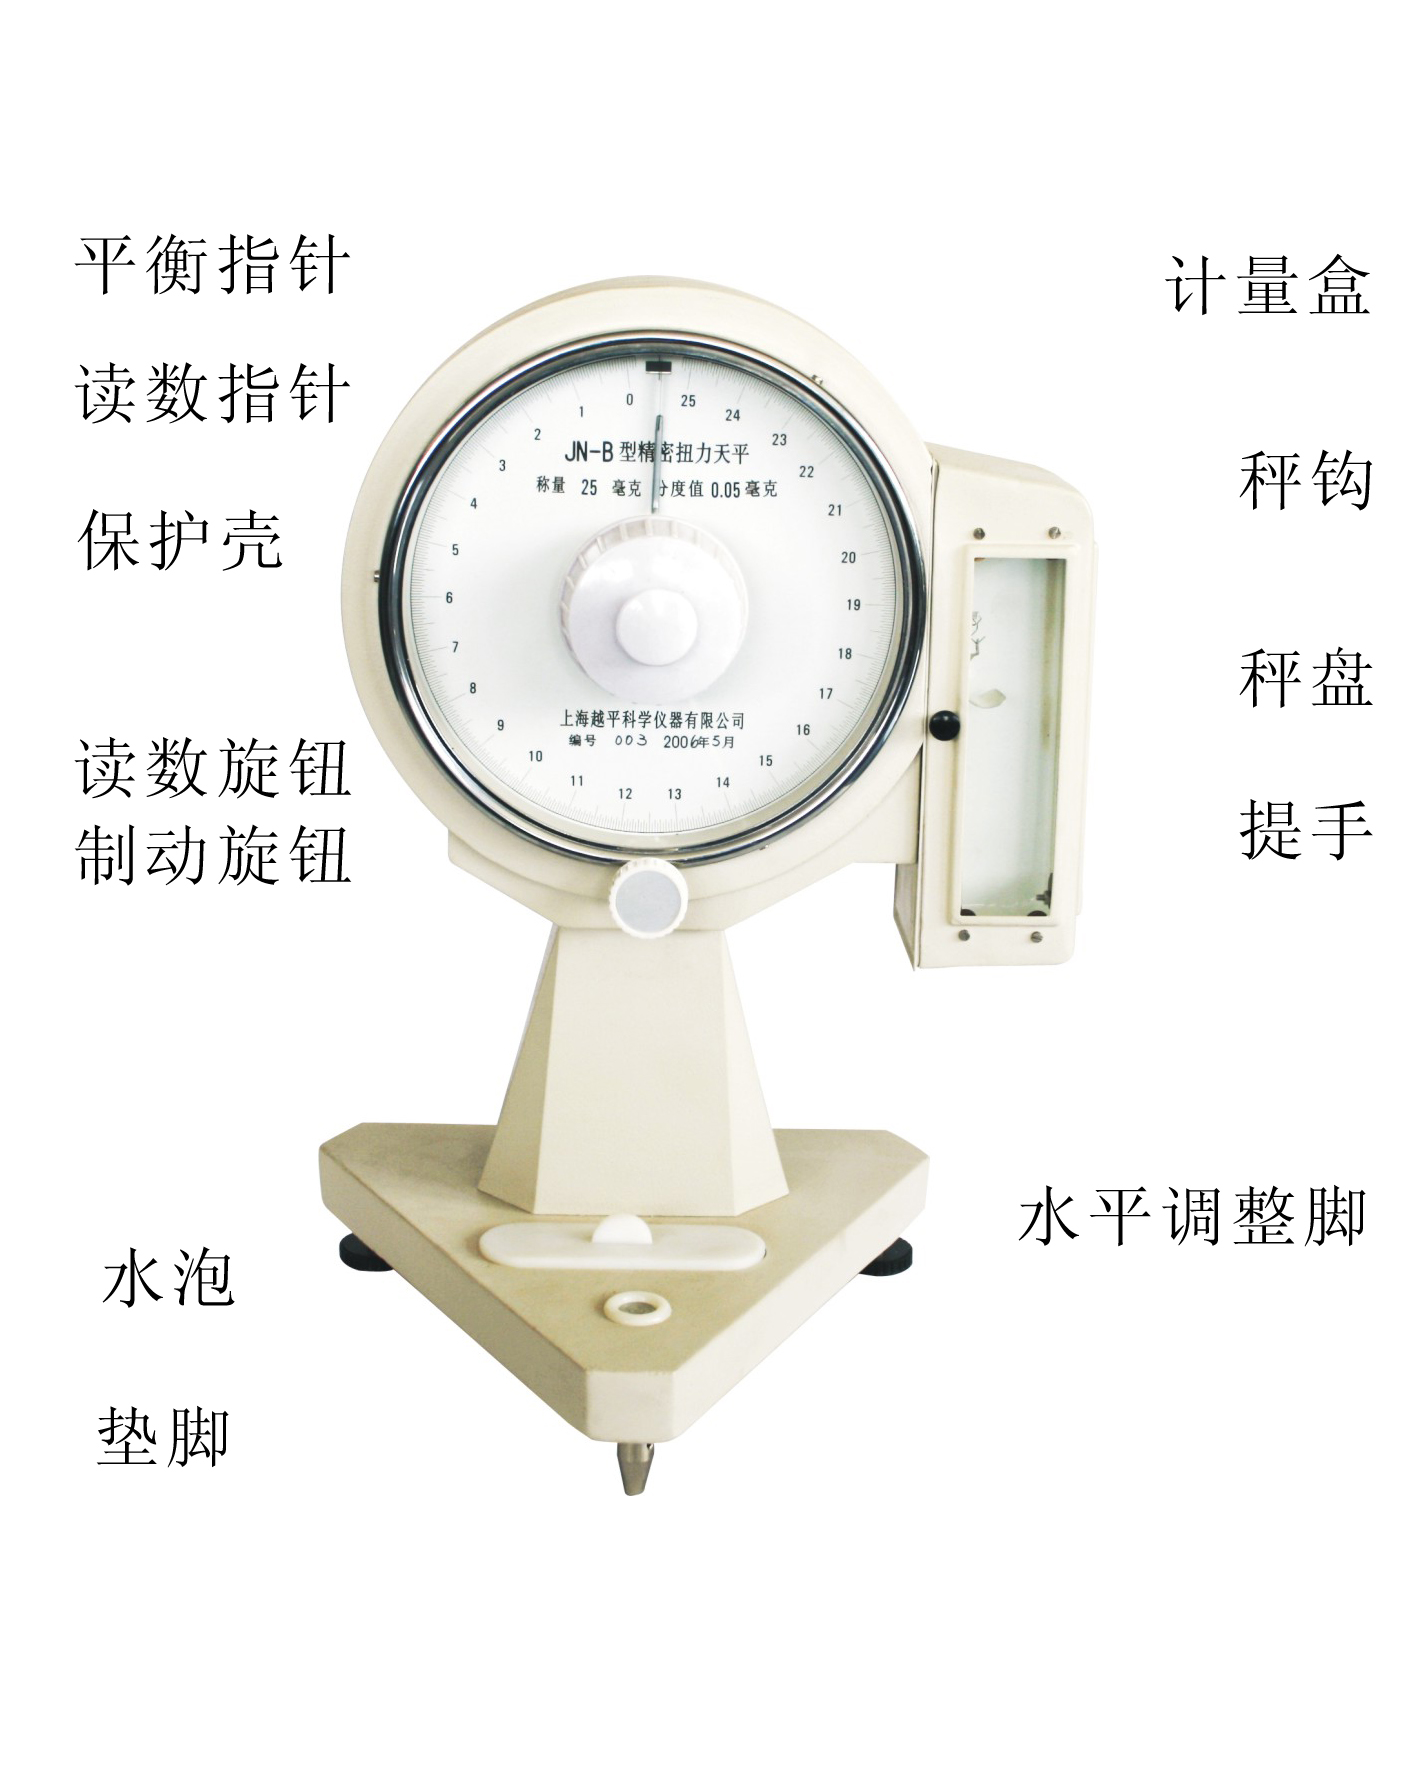 平衡指针
计量盒
读数指针
秤钩
保护壳
秤盘
读数旋钮
提手
制动旋钮
水平调整脚
水泡
垫脚
0 25 24 23 22 21 20 19 18 17 16 15 14 13 12 11 10 9 8 7 6 5 4 3 2 1
JN-B 型精密扭力天平
称量 25 毫克 分度值 0.05 毫克
上海越平科学仪器有限公司
编号 003 2006年5月